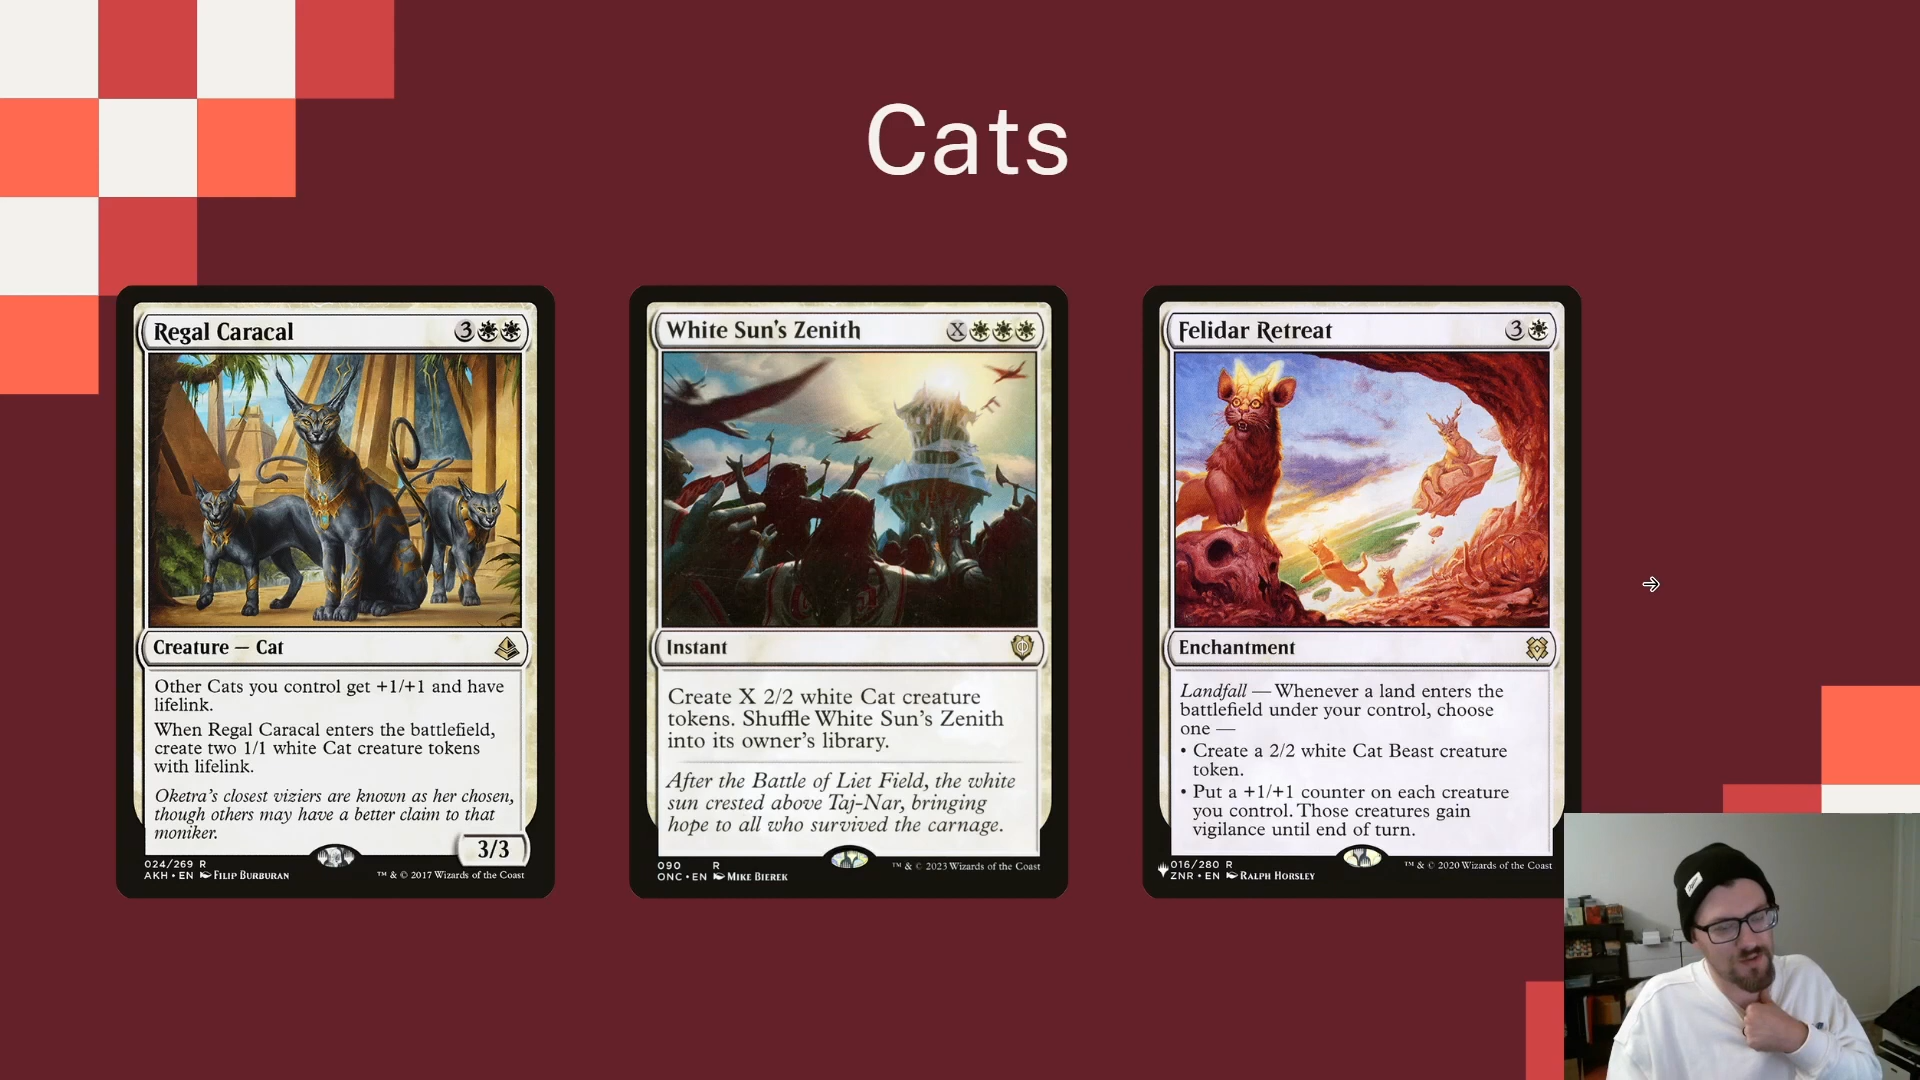 Cats
Regal Caracal
3
Creature — Cat
Other Cats you control get +1/+1 and have
lifelink.
When Regal Caracal enters the battlefield,
create two 1/1 white Cat creature tokens
with lifelink.
Oketra's closest viziers are known as her chosen,
though others may have a better claim to that
moniker.
3/3
024/269 R
AKH • EN Filip Burburan
™ & © 2017 Wizards of the Coast
White Sun's Zenith
X
Instant
Create X 2/2 white Cat creature
tokens. Shuffle White Sun's Zenith
into its owner's library.
After the Battle of Liet Field, the white
sun crested above Taj-Nar, bringing
hope to all who survived the carnage.
090 R
ONC • EN Mike Bierek
™ & © 2023 Wizards of the Coast
Felidar Retreat
3
Enchantment
Landfall — Whenever a land enters the
battlefield under your control, choose
one —
• Create a 2/2 white Cat Beast creature
token.
• Put a +1/+1 counter on each creature
you control. Those creatures gain
vigilance until end of turn.
016/280 R
ZNR • EN Ralph Horsley
™ & © 2020 Wizards of the Coast